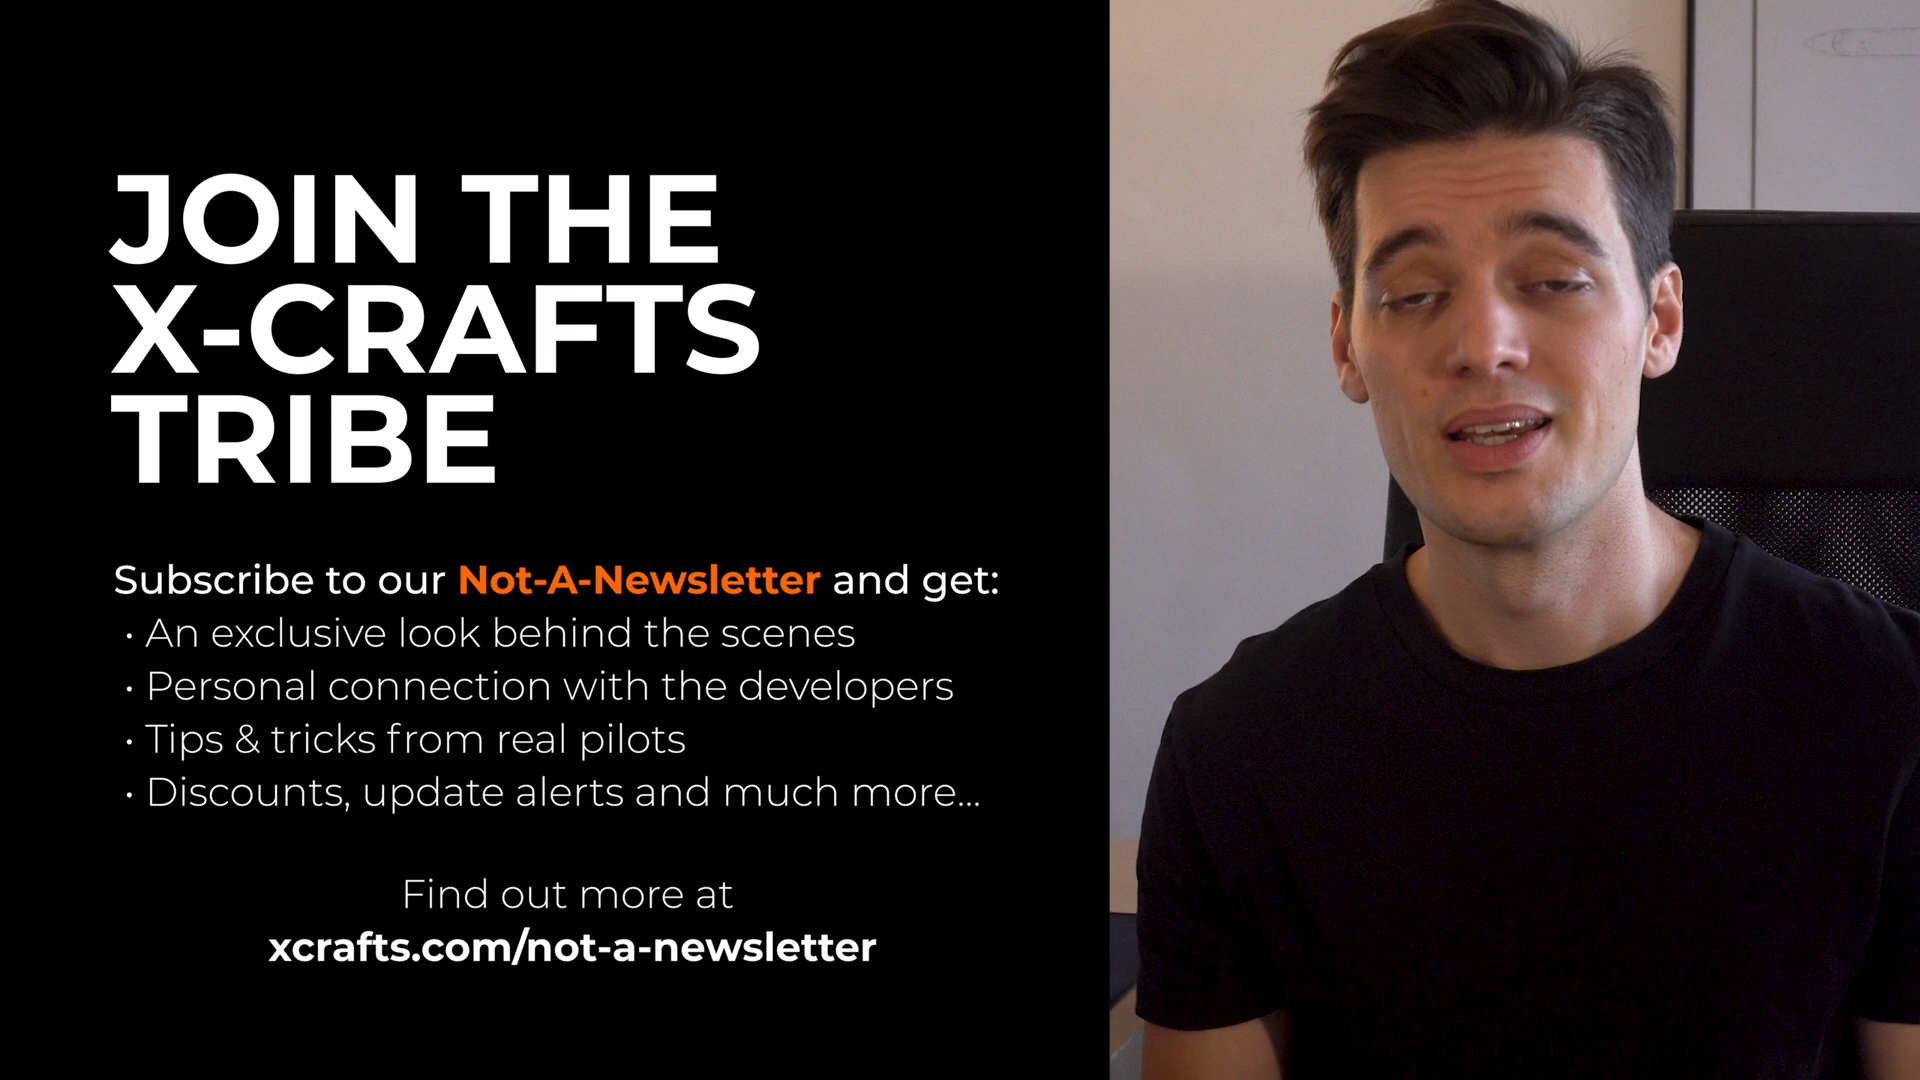 JOIN THE
X-CRAFTS
TRIBE
Subscribe to our Not-A-Newsletter and get:
• An exclusive look behind the scenes
• Personal connection with the developers
• Tips & tricks from real pilots
• Discounts, update alerts and much more...
Find out more at
xcrafts.com/not-a-newsletter